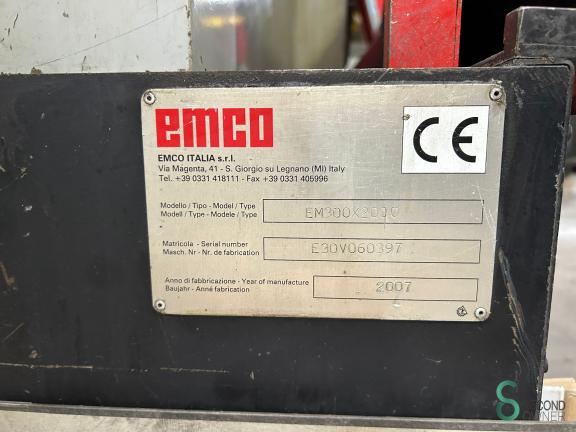 emco
EMCO ITALIA s.r.l.
Via Magenta, 41 - S. Giorgio su Legnano (MI) Italy
Tel. +39 0331 418111 - Fax +39 0331 405996
CE
Modello / Tipo - Model / Type
Modell / Type - Modele / Type
EM300X3000
Matricola - Serial number
Masch. Nr - Nr. de fabrication
E30V060397
Anno di fabbricazione - Year of manufacture
Baujahr - Anné fabrication
2007
SECOND
OWNER